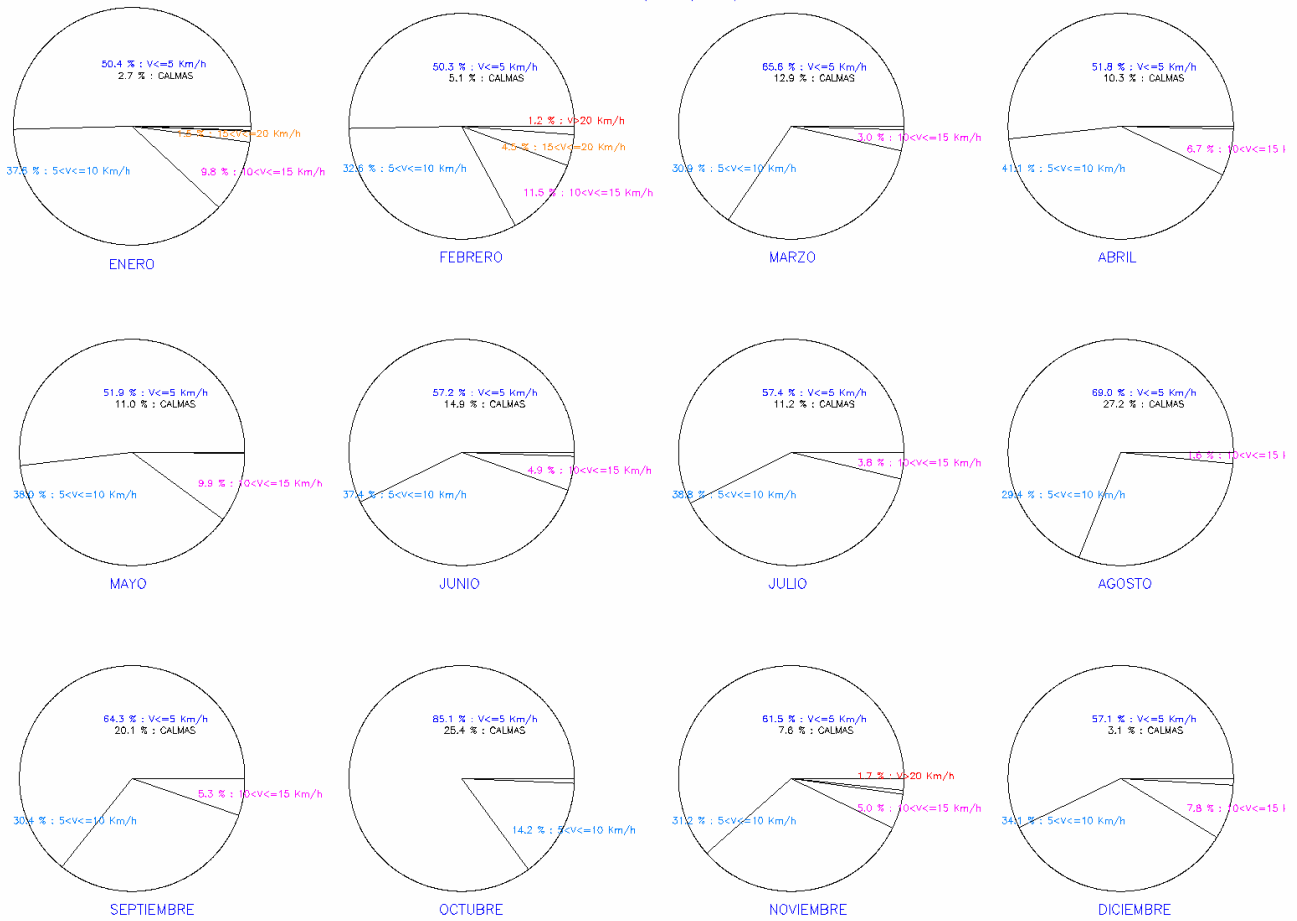 50.4 % : V<=5 Km/h
2.7 % : CALMAS
1.5 % : 15<V<=20 Km/h
37.6 % : 5<V<=10 Km/h
9.8 % : 10<V<=15 Km/h
ENERO
50.3 % : V<=5 Km/h
5.1 % : CALMAS
1.2 % : V>20 Km/h
4.5 % : 15<V<=20 Km/h
32.6 % : 5<V<=10 Km/h
11.5 % : 10<V<=15 Km/h
FEBRERO
65.6 % : V<=5 Km/h
12.9 % : CALMAS
3.0 % : 10<V<=15 Km/h
30.9 % : 5<V<=10 Km/h
MARZO
51.8 % : V<=5 Km/h
10.3 % : CALMAS
6.7 % : 10<V<=15
41.1 % : 5<V<=10 Km/h
ABRIL
51.9 % : V<=5 Km/h
11.0 % : CALMAS
9.9 % : 10<V<=15 Km/h
38.0 % : 5<V<=10 Km/h
MAYO
57.2 % : V<=5 Km/h
14.9 % : CALMAS
4.9 % : 10<V<=15 Km/h
37.4 % : 5<V<=10 Km/h
JUNIO
57.4 % : V<=5 Km/h
11.2 % : CALMAS
3.8 % : 10<V<=15 Km/h
38.8 % : 5<V<=10 Km/h
JULIO
69.0 % : V<=5 Km/h
27.2 % : CALMAS
1.6 % : 10<V<=15
29.4 % : 5<V<=10 Km/h
AGOSTO
64.3 % : V<=5 Km/h
20.1 % : CALMAS
5.3 % : 10<V<=15 Km/h
30.4 % : 5<V<=10 Km/h
SEPTIEMBRE
85.1 % : V<=5 Km/h
25.4 % : CALMAS
14.2 % : 5<V<=10 Km/h
OCTUBRE
61.5 % : V<=5 Km/h
7.6 % : CALMAS
1.7 % : V>20 Km/h
5.0 % : 10<V<=15 Km/h
31.2 % : 5<V<=10 Km/h
NOVIEMBRE
57.1 % : V<=5 Km/h
3.1 % : CALMAS
7.8 % : 10<V<=15
34.1 % : 5<V<=10 Km/h
DICIEMBRE